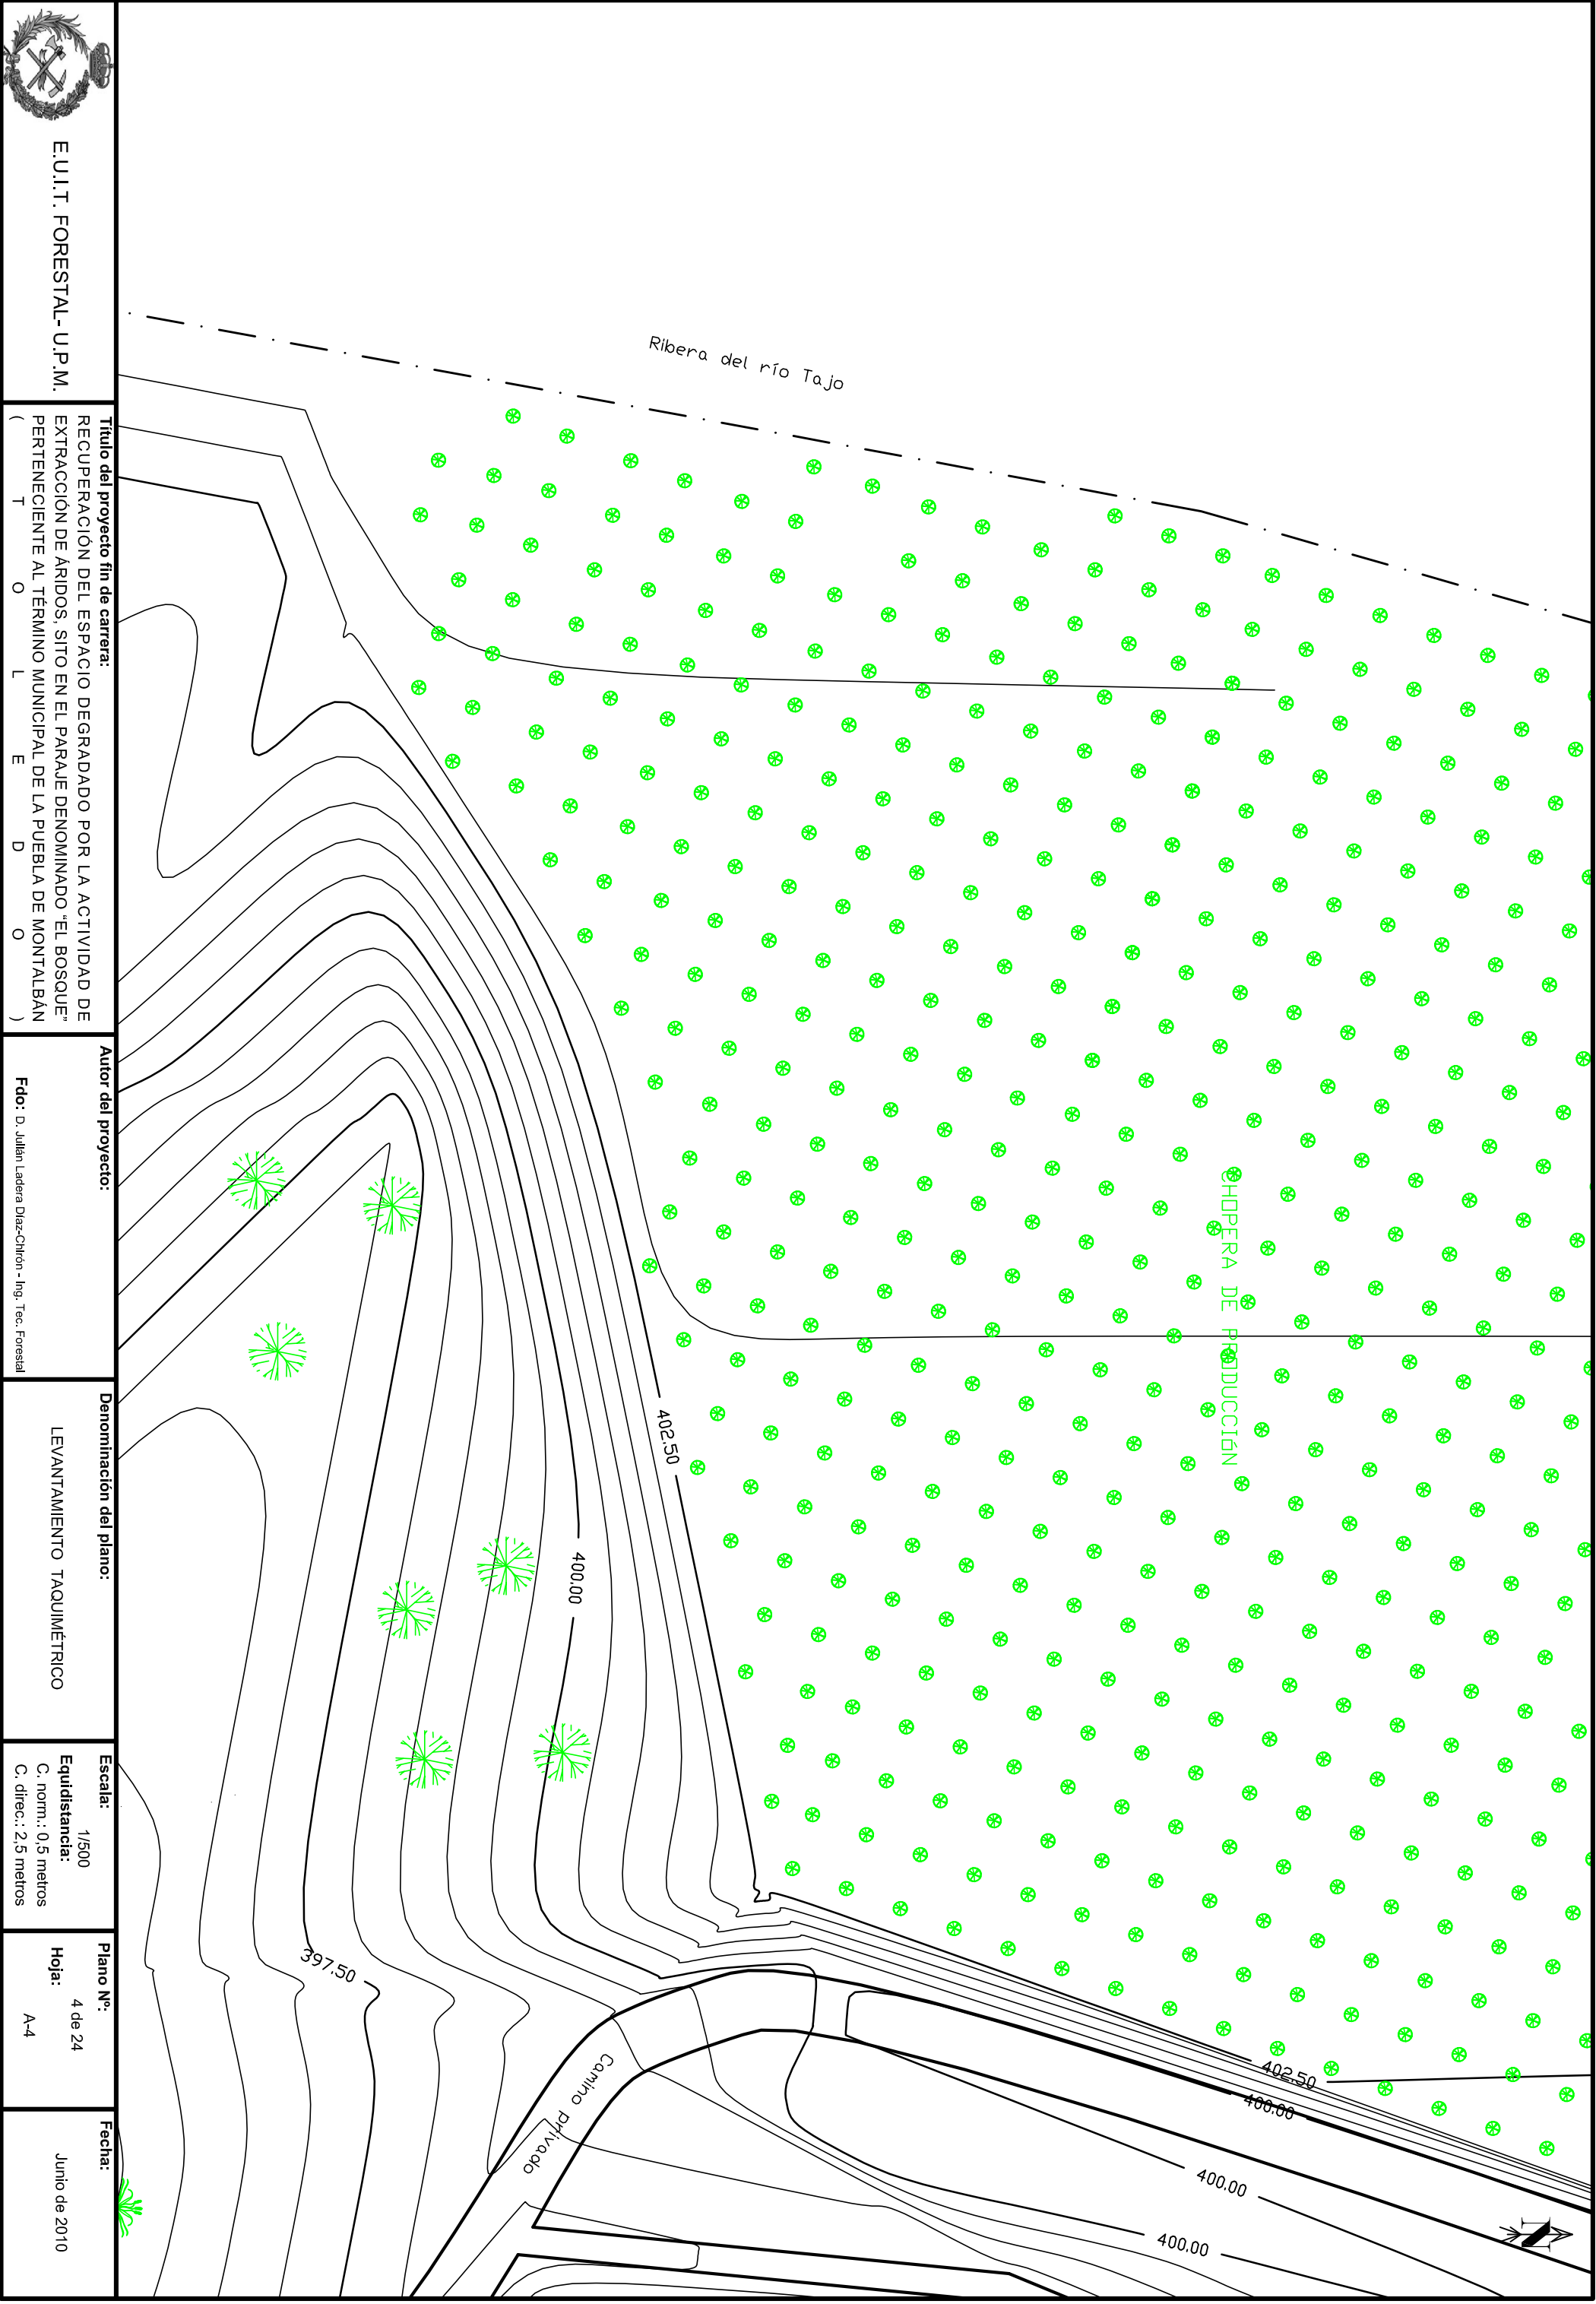 Ribera del río Tajo
CHOPERA DE PRODUCCIóN
402.50
400.00
397.50
402.50
400.00
400.00
400.00
Camino privado
N
E.U.I.T. FORESTAL- U.P.M.
Título del proyecto fin de carrera:
RECUPERACIÓN DEL ESPACIO DEGRADADO POR LA ACTIVIDAD DE
EXTRACCIÓN DE ÁRIDOS, SITO EN EL PARAJE DENOMINADO "EL BOSQUE"
PERTENECIENTE AL TÉRMINO MUNICIPAL DE LA PUEBLA DE MONTALBÁN
( T O L E D O )
Autor del proyecto:
Fdo: D. Julián Ladera Díaz-Chirón - Ing. Tec. Forestal
Denominación del plano:
LEVANTAMIENTO TAQUIMÉTRICO
Escala:
1/500
Equidistancia:
C. norm.: 0,5 metros
C. direc.: 2,5 metros
Plano Nº:
4 de 24
Hoja:
A-4
Fecha:
Junio de 2010